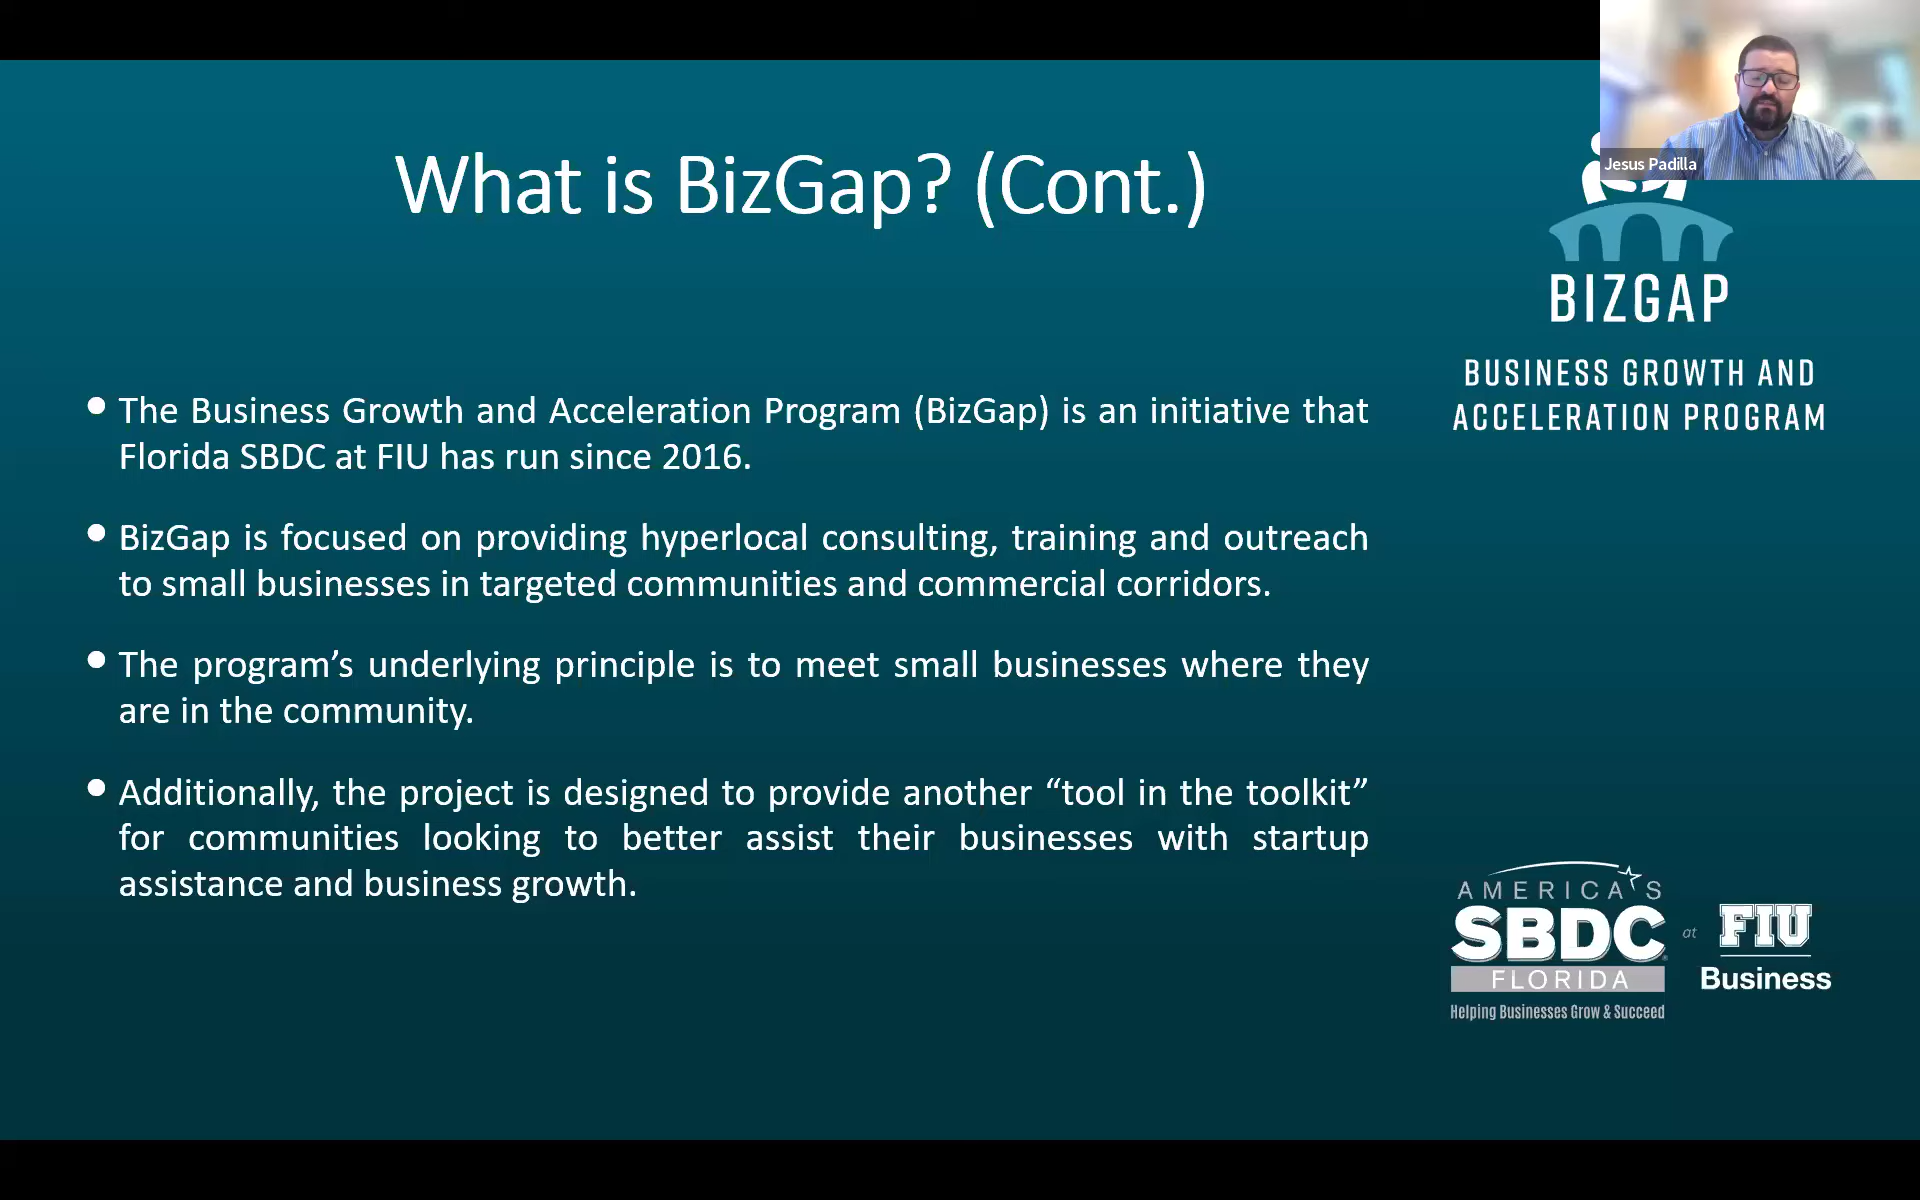 What is BizGap? (Cont.)
Jesus Padilla
BIZGAP
BUSINESS GROWTH AND
ACCELERATION PROGRAM
• The Business Growth and Acceleration Program (BizGap) is an initiative that
Florida SBDC at FIU has run since 2016.
• BizGap is focused on providing hyperlocal consulting, training and outreach
to small businesses in targeted communities and commercial corridors.
• The program’s underlying principle is to meet small businesses where they
are in the community.
• Additionally, the project is designed to provide another “tool in the toolkit”
for communities looking to better assist their businesses with startup
assistance and business growth.
AMERICA'S
SBDC
FLORIDA
Helping Businesses Grow & Succeed
at
FIU
Business